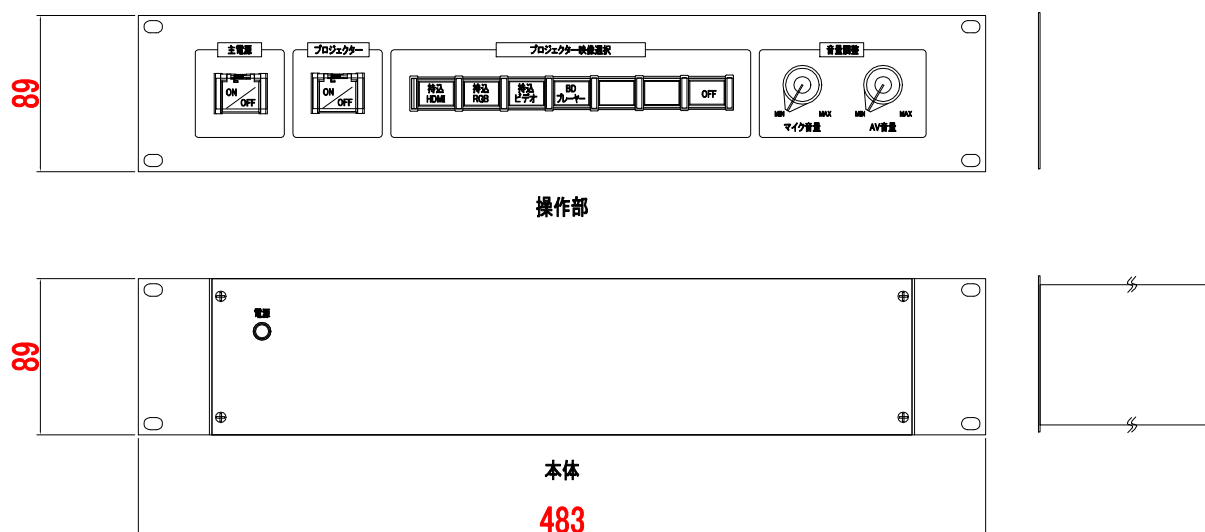 主電源
プロジェクター
プロジェクター映像選択
音量調整
89
ON
OFF
ON
OFF
持込
HDMI
持込
RGB
持込
ビデオ
BD
プレーヤー
OFF
MIN
MAX
マイク音量
MIN
MAX
AV音量
操作部
89
電源
本体
483